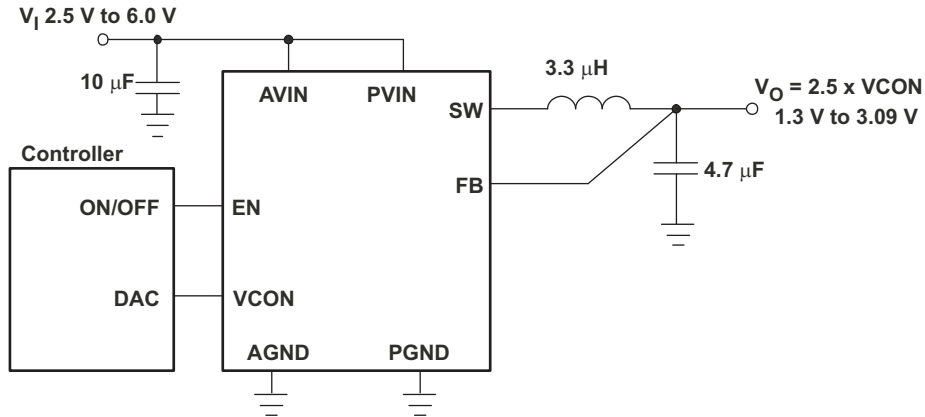 V_I 2.5 V to 6.0 V
10 μF
AVIN
PVIN
3.3 μH
SW
V_O = 2.5 x VCON
1.3 V to 3.09 V
Controller
4.7 μF
FB
ON/OFF
EN
DAC
VCON
AGND
PGND